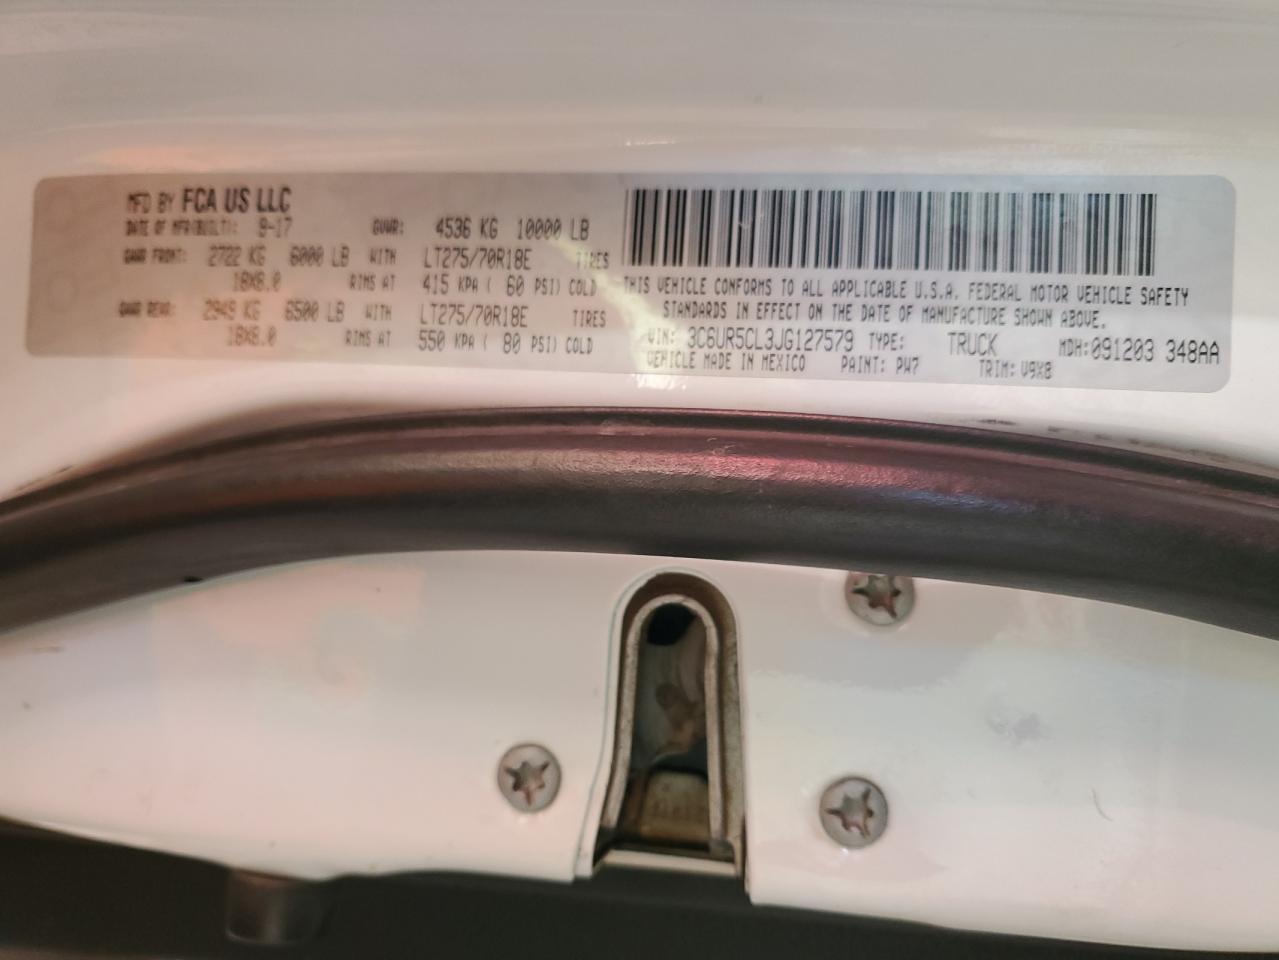 MFD BY FCA US LLC
DATE OF MFR(BUILT): 9-17 GVWR: 4536 KG 10000 LB
GAWR FRONT: 2722 KG 6000 LB WITH LT275/70R18E TIRES
18X8.0 RIMS AT 415 KPA ( 60 PSI) COLD
GAWR REAR: 2949 KG 6500 LB WITH LT275/70R18E TIRES
18X8.0 RIMS AT 550 KPA ( 80 PSI) COLD
THIS VEHICLE CONFORMS TO ALL APPLICABLE U.S.A. FEDERAL MOTOR VEHICLE SAFETY
STANDARDS IN EFFECT ON THE DATE OF MANUFACTURE SHOWN ABOVE.
VIN: 3C6UR5CL3JG127579 TYPE: TRUCK MDH:091203 348AA
VEHICLE MADE IN MEXICO PAINT: PW7 TRIM: V9X8